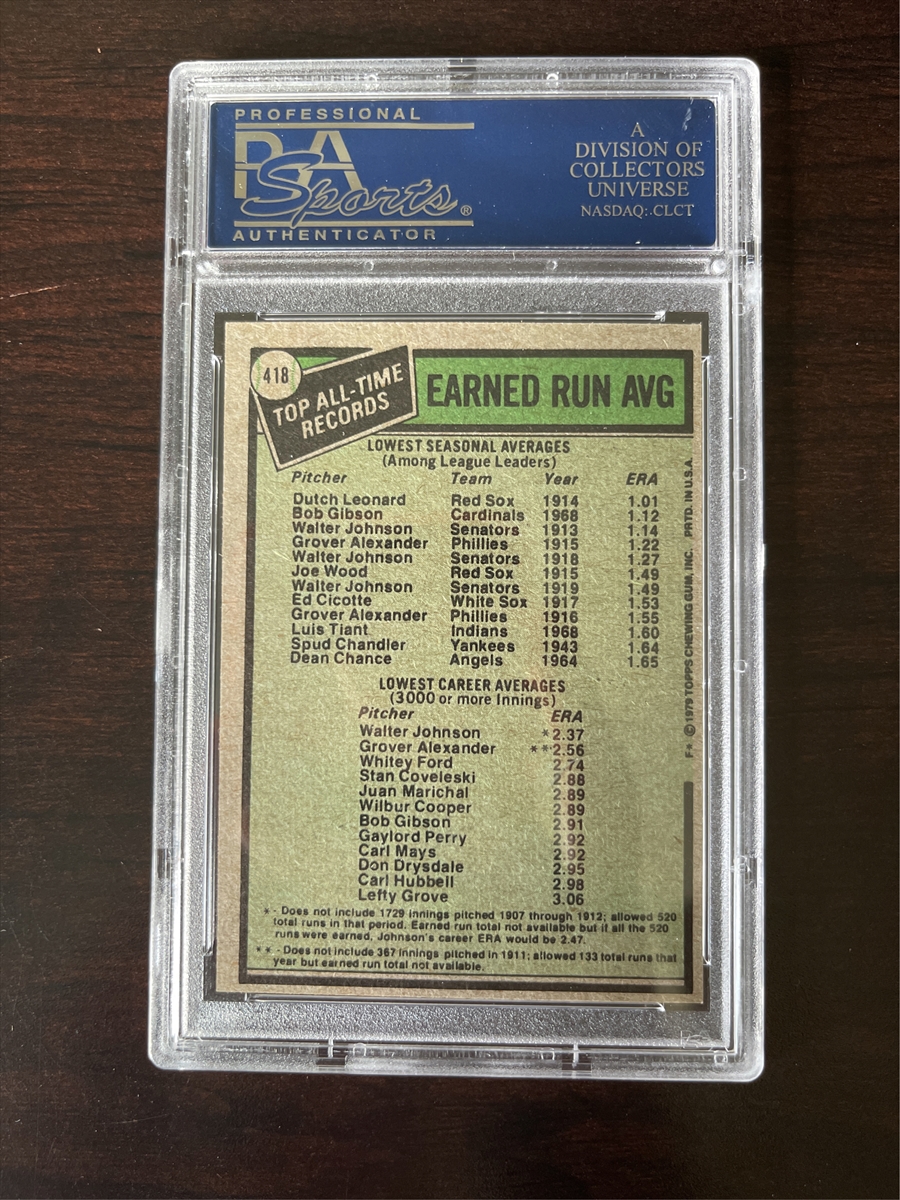 PROFESSIONAL
PSA
Sports®
AUTHENTICATOR
A
DIVISION OF
COLLECTORS
UNIVERSE
NASDAQ: CLCT
418
TOP ALL-TIME
RECORDS
EARNED RUN AVG
LOWEST SEASONAL AVERAGES
(Among League Leaders)
Pitcher Team Year ERA
Dutch Leonard Red Sox 1914 1.01
Bob Gibson Cardinals 1968 1.12
Walter Johnson Senators 1913 1.14
Grover Alexander Phillies 1915 1.22
Walter Johnson Senators 1918 1.27
Joe Wood Red Sox 1915 1.49
Walter Johnson Senators 1919 1.49
Ed Cicotte White Sox 1917 1.53
Grover Alexander Phillies 1916 1.55
Luis Tiant Indians 1968 1.60
Spud Chandler Yankees 1943 1.64
Dean Chance Angels 1964 1.65
LOWEST CAREER AVERAGES
(3000 or more Innings)
Pitcher ERA
Walter Johnson *2.37
Grover Alexander **2.56
Whitey Ford 2.74
Stan Coveleski 2.88
Juan Marichal 2.89
Wilbur Cooper 2.89
Bob Gibson 2.91
Gaylord Perry 2.92
Carl Mays 2.92
Don Drysdale 2.95
Carl Hubbell 2.98
Lefty Grove 3.06
* - Does not include 1729 innings pitched 1907 through 1912; allowed 520
total runs in that period. Earned run total not available but if all the 520
runs were earned, Johnson's career ERA would be 2.47.
** - Does not include 367 innings pitched in 1911; allowed 133 total runs that
year but earned run total not available.
F* © 1979 TOPPS CHEWING GUM, INC. PRTD. IN U.S.A.